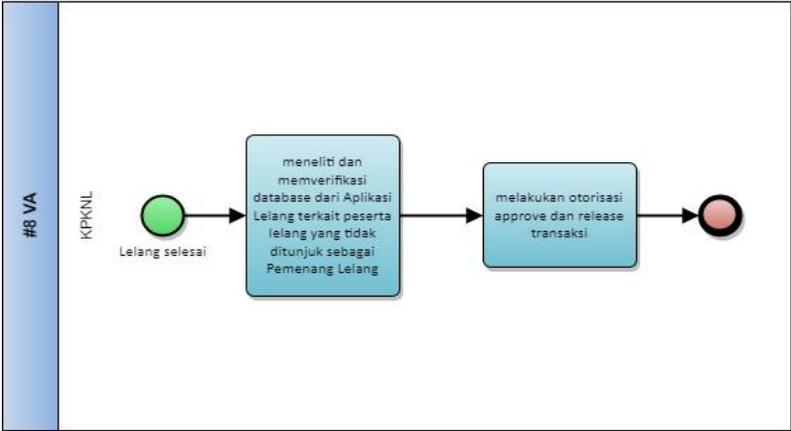 #8 VA
KPKNL
Lelang selesai
meneliti dan
memverifikasi
database dari Aplikasi
Lelang terkait peserta
lelang yang tidak
ditunjuk sebagai
Pemenang Lelang
melakukan otorisasi
approve dan release
transaksi